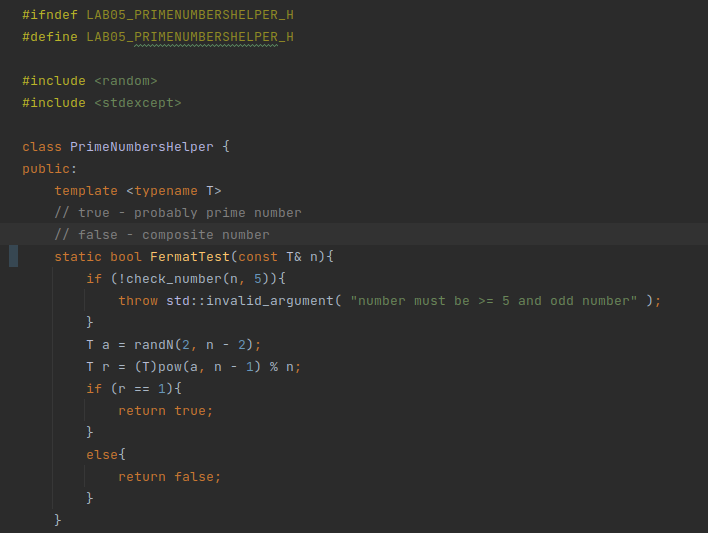 #ifndef LAB05_PRIMENUMBERSHELPER_H
#define LAB05_PRIMENUMBERSHELPER_H
#include <random>
#include <stdexcept>
class PrimeNumbersHelper {
public:
template <typename T>
// true - probably prime number
// false - composite number
static bool FermatTest(const T& n){
if (!check_number(n, 5)){
throw std::invalid_argument( "number must be >= 5 and odd number" );
}
T a = randN(2, n - 2);
T r = (T)pow(a, n - 1) % n;
if (r == 1){
return true;
}
else{
return false;
}
}